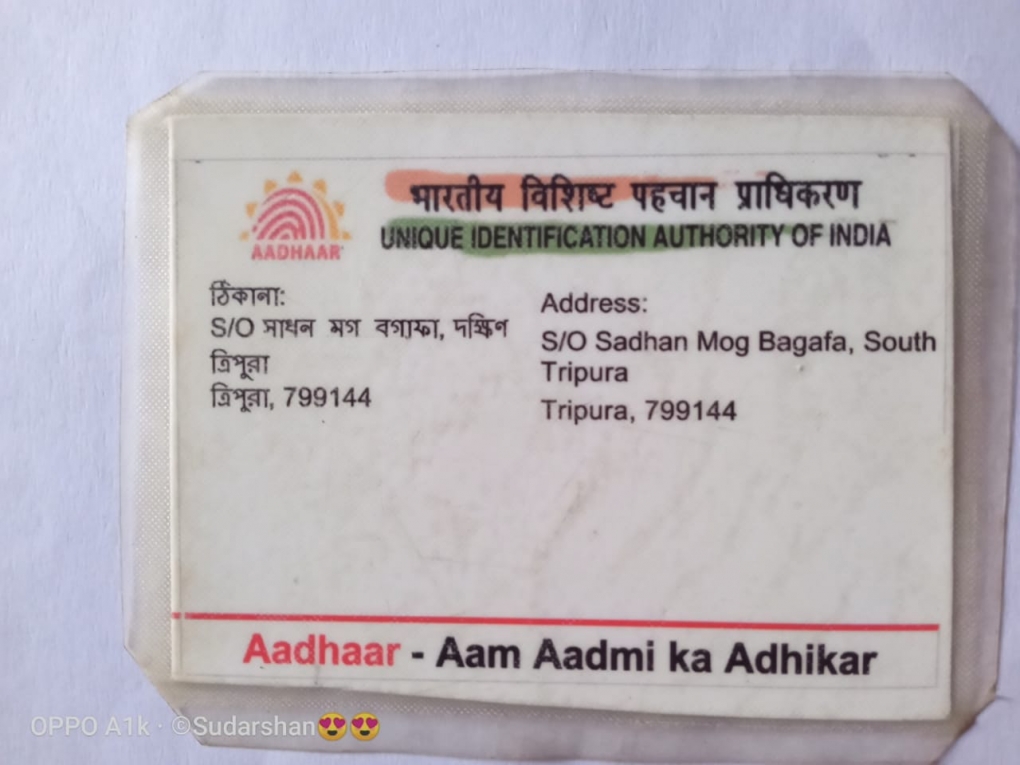 भारतीय विशिष्ट पहचान प्राधिकरण
AADHAAR
UNIQUE IDENTIFICATION AUTHORITY OF INDIA
ঠিকানা:
S/O সাধন মগ বগাফা, দক্ষিণ
ত্রিপুরা
ত্রিপুরা, 799144
Address:
S/O Sadhan Mog Bagafa, South
Tripura
Tripura, 799144
Aadhaar - Aam Aadmi ka Adhikar
OPPO A1k · ©Sudarshan😍😍